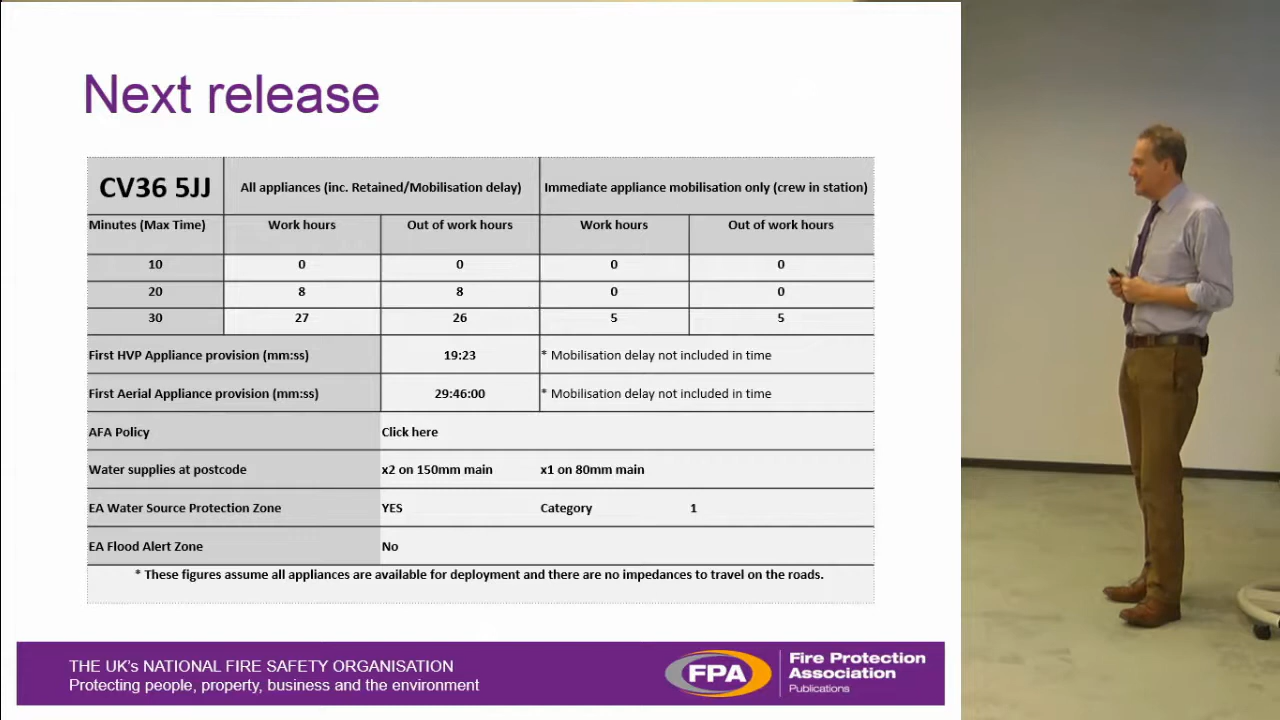 Next release
CV36 5JJ All appliances (inc. Retained/Mobilisation delay) Immediate appliance mobilisation only (crew in station)
Minutes (Max Time) Work hours Out of work hours Work hours Out of work hours
10 0 0 0 0
20 8 8 0 0
30 27 26 5 5
First HVP Appliance provision (mm:ss) 19:23 * Mobilisation delay not included in time
First Aerial Appliance provision (mm:ss) 29:46:00 * Mobilisation delay not included in time
AFA Policy Click here
Water supplies at postcode x2 on 150mm main x1 on 80mm main
EA Water Source Protection Zone YES Category 1
EA Flood Alert Zone No
* These figures assume all appliances are available for deployment and there are no impedances to travel on the roads.
THE UK's NATIONAL FIRE SAFETY ORGANISATION
Protecting people, property, business and the environment
FPA
Fire Protection
Association
Publications